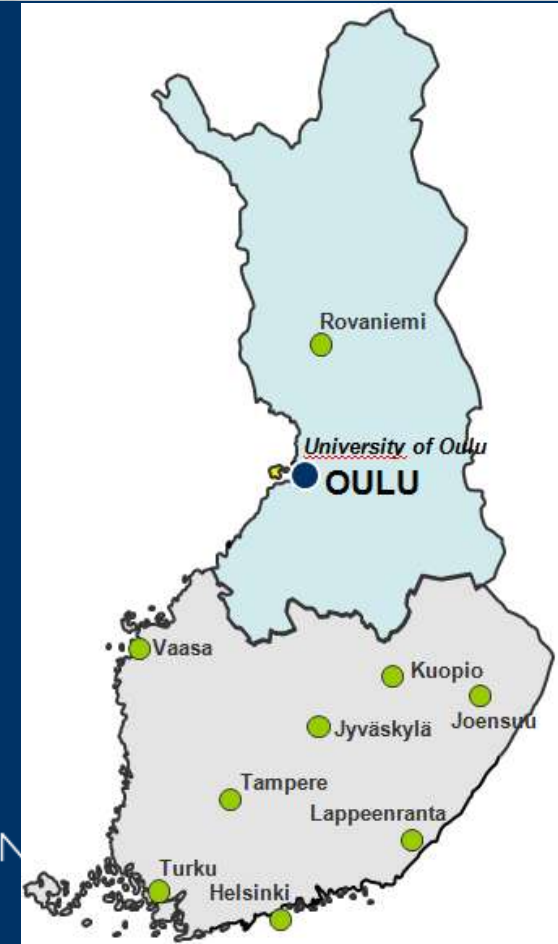 Rovaniemi
University of Oulu
OULU
Vaasa
Kuopio
Joensuu
Jyväskylä
Tampere
Lappeenranta
Turku
Helsinki